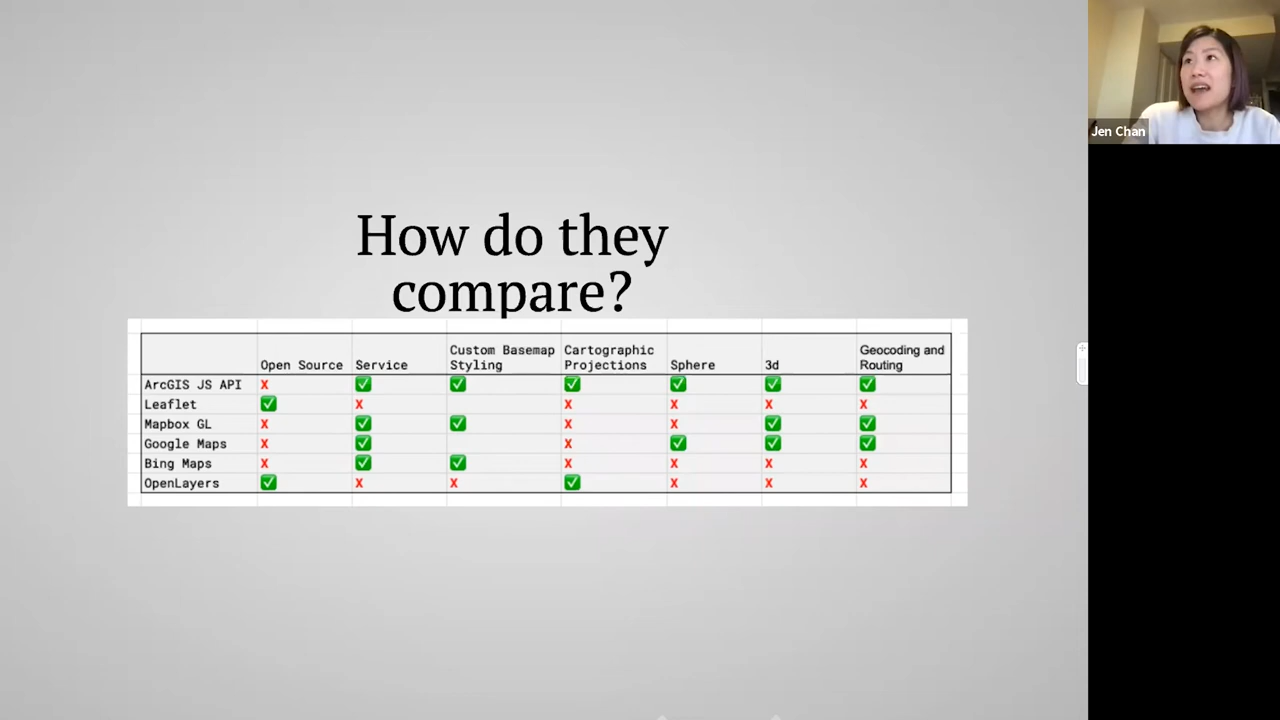 How do they
compare?
Open Source Service Custom Basemap Styling Cartographic Projections Sphere 3d Geocoding and Routing
ArcGIS JS API X ✅ ✅ ✅ ✅ ✅ ✅
Leaflet ✅ X X X X X
Mapbox GL X ✅ ✅ X X ✅ ✅
Google Maps X ✅ X ✅ ✅ ✅
Bing Maps X ✅ ✅ X X X X
OpenLayers ✅ X X ✅ X X X
Jen Chan